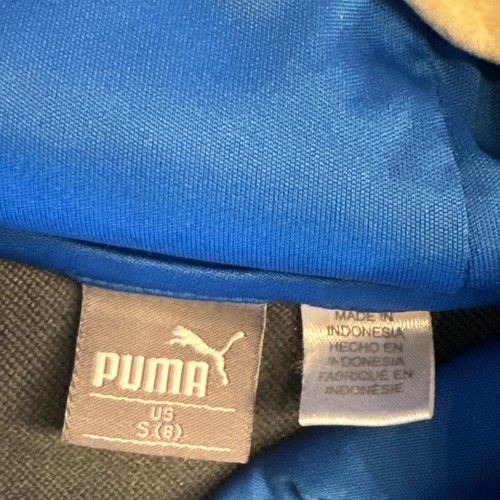 PUMA
US
S (8)
MADE IN
INDONESIA
HECHO EN
INDONESIA
FABRIQUÉ EN
INDONÉSIE